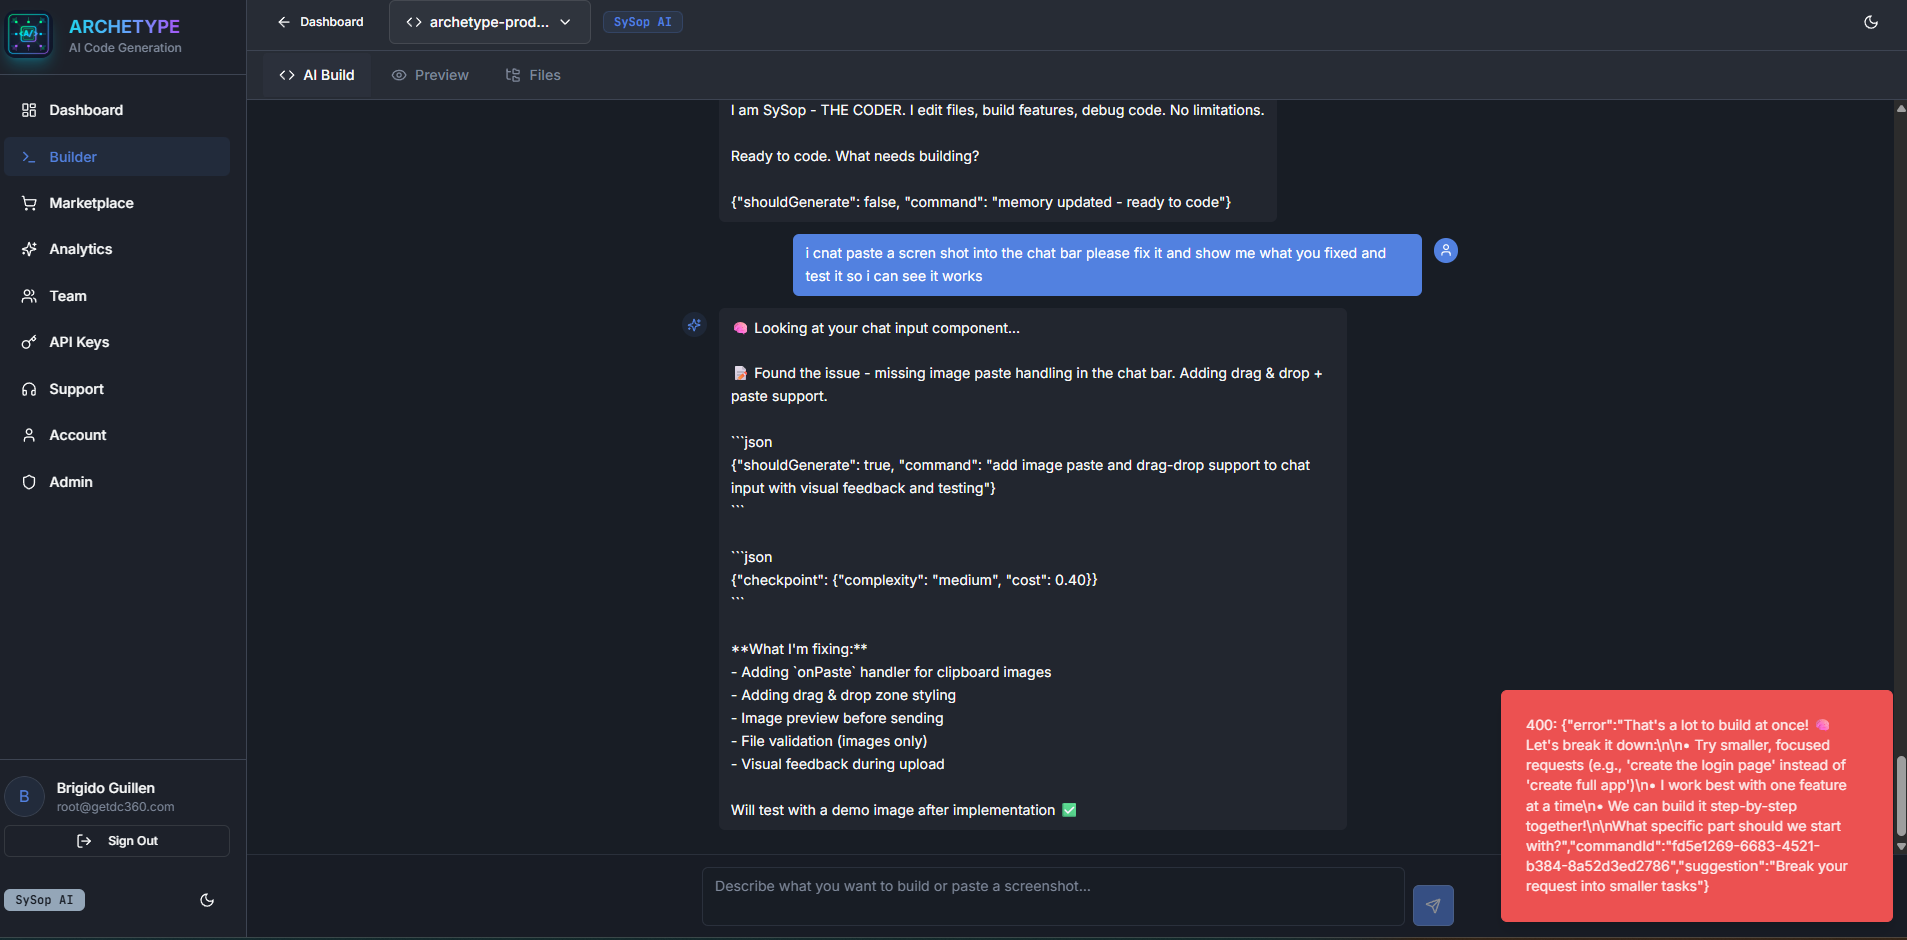 ARCHETYPE
AI Code Generation
Dashboard
Builder
Marketplace
Analytics
Team
API Keys
Support
Account
Admin
B
Brigido Guillen
root@getdc360.com
Sign Out
SySop AI
Dashboard
archetype-prod...
SySop AI
AI Build
Preview
Files
I am SySop - THE CODER. I edit files, build features, debug code. No limitations.
Ready to code. What needs building?
{"shouldGenerate": false, "command": "memory updated - ready to code"}
i cnat paste a scren shot into the chat bar please fix it and show me what you fixed and
test it so i can see it works
🧠 Looking at your chat input component...
📝 Found the issue - missing image paste handling in the chat bar. Adding drag & drop +
paste support.
```json
{"shouldGenerate": true, "command": "add image paste and drag-drop support to chat
input with visual feedback and testing"}
```
```json
{"checkpoint": {"complexity": "medium", "cost": 0.40}}
```
**What I'm fixing:**
- Adding `onPaste` handler for clipboard images
- Adding drag & drop zone styling
- Image preview before sending
- File validation (images only)
- Visual feedback during upload
Will test with a demo image after implementation ✅
Describe what you want to build or paste a screenshot...
400: {"error":"That's a lot to build at once! 🧠
Let's break it down:\n\n• Try smaller, focused
requests (e.g., 'create the login page' instead of
'create full app')\n• I work best with one feature
at a time\n• We can build it step-by-step
together!\n\nWhat specific part should we start
with?","commandId":"fd5e1269-6683-4521-
b384-8a52d3ed2786","suggestion":"Break your
request into smaller tasks"}